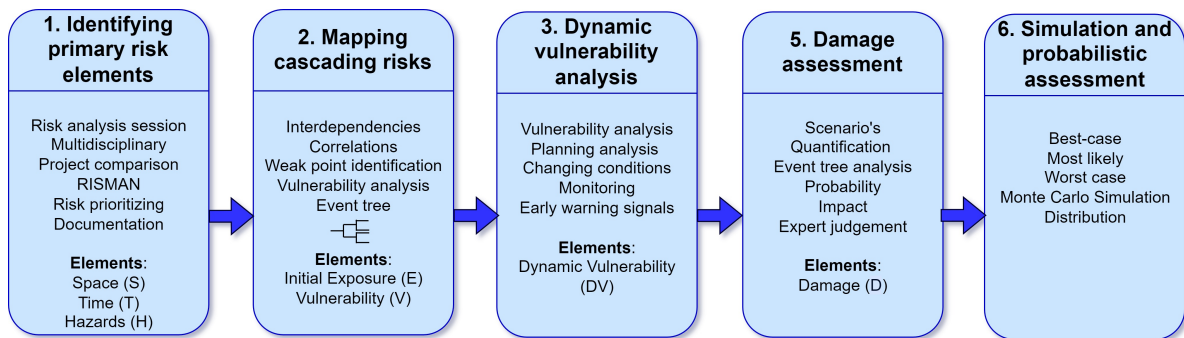 1. Identifying
primary risk
elements
Risk analysis session
Multidisciplinary
Project comparison
RISMAN
Risk prioritizing
Documentation
Elements:
Space (S)
Time (T)
Hazards (H)
2. Mapping
cascading risks
Interdependencies
Correlations
Weak point identification
Vulnerability analysis
Event tree
Elements:
Initial Exposure (E)
Vulnerability (V)
3. Dynamic
vulnerability
analysis
Vulnerability analysis
Planning analysis
Changing conditions
Monitoring
Early warning signals
Elements:
Dynamic Vulnerability
(DV)
5. Damage
assessment
Scenario's
Quantification
Event tree analysis
Probability
Impact
Expert judgement
Elements:
Damage (D)
6. Simulation and
probabilistic
assessment
Best-case
Most likely
Worst case
Monte Carlo Simulation
Distribution